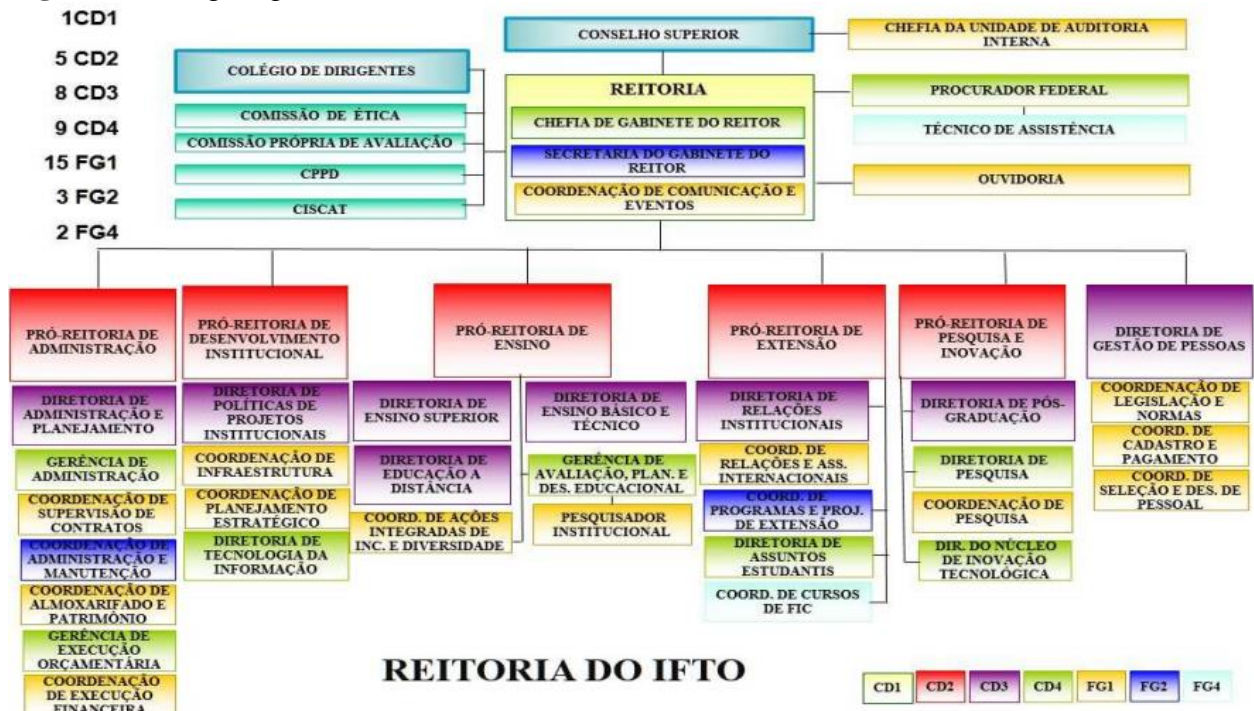 1CD1
5 CD2
8 CD3
9 CD4
15 FG1
3 FG2
2 FG4
COLÉGIO DE DIRIGENTES
COMISSÃO DE ÉTICA
COMISSÃO PRÓPRIA DE AVALIAÇÃO
CPPD
CISCAT
CONSELHO SUPERIOR
REITORIA
CHEFIA DE GABINETE DO REITOR
SECRETARIA DO GABINETE DO
REITOR
COORDENAÇÃO DE COMUNICAÇÃO E
EVENTOS
CHEFIA DA UNIDADE DE AUDITORIA
INTERNA
PROCURADOR FEDERAL
TÉCNICO DE ASSISTÊNCIA
OUVIDORIA
PRÓ-REITORIA DE
ADMINISTRAÇÃO
DIRETORIA DE
ADMINISTRAÇÃO E
PLANEJAMENTO
GERÊNCIA DE
ADMINISTRAÇÃO
COORDENAÇÃO DE
SUPERVISÃO DE
CONTRATOS
COORDENAÇÃO DE
ADMINISTRAÇÃO E
MANUTENÇÃO
COORDENAÇÃO DE
ALMOXARIFADO E
PATRIMÔNIO
GERÊNCIA DE
EXECUÇÃO
ORÇAMENTÁRIA
COORDENAÇÃO
DE EXECUÇÃO
FINANCEIRA
PRÓ-REITORIA DE
DESENVOLVIMENTO
INSTITUCIONAL
DIRETORIA DE
POLÍTICAS DE
PROJETOS
INSTITUCIONAIS
COORDENAÇÃO DE
INFRAESTRUTURA
COORDENAÇÃO DE
PLANEJAMENTO
ESTRATÉGICO
DIRETORIA DE
TECNOLOGIA DA
INFORMAÇÃO
PRÓ-REITORIA DE
ENSINO
DIRETORIA DE
ENSINO SUPERIOR
DIRETORIA DE
EDUCAÇÃO A
DISTÂNCIA
COORD. DE AÇÕES
INTEGRADAS DE
INC. E DIVERSIDADE
DIRETORIA DE
ENSINO BÁSICO E
TÉCNICO
GERÊNCIA DE
AVALIAÇÃO, PLAN. E
DES. EDUCACIONAL
PESQUISADOR
INSTITUCIONAL
PRÓ-REITORIA DE
EXTENSÃO
DIRETORIA DE
RELAÇÕES
INSTITUCIONAIS
COORD. DE
RELAÇÕES E ASS.
INTERNACIONAIS
COORD. DE
PROGRAMAS E PROJ.
DE EXTENSÃO
DIRETORIA DE
ASSUNTOS
ESTUDANTIS
COORD. DE CURSOS
DE FIC
PRÓ-REITORIA DE
PESQUISA E
INOVAÇÃO
DIRETORIA DE PÓS-
GRADUAÇÃO
DIRETORIA DE
PESQUISA
COORDENAÇÃO DE
PESQUISA
DIR. DO NÚCLEO
DE INOVAÇÃO
TECNOLÓGICA
DIRETORIA DE
GESTÃO DE PESSOAS
COORDENAÇÃO DE
LEGISLAÇÃO E
NORMAS
COORD. DE
CADASTRO E
PAGAMENTO
COORD. DE
SELEÇÃO E DES. DE
PESSOAL
REITORIA DO IFTO
CD1 CD2 CD3 CD4 FG1 FG2 FG4